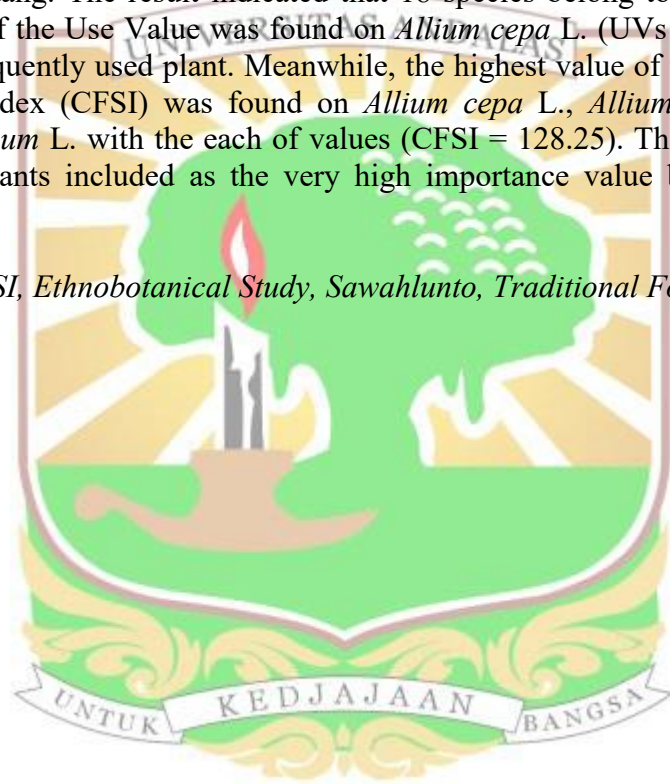 ang. The result indicated that 18 species belong to
f the Use Value was found on Allium cepa L. (UVs
quently used plant. Meanwhile, the highest value of
dex (CFSI) was found on Allium cepa L., Allium
um L. with the each of values (CFSI = 128.25). Th
ants included as the very high importance value b
SI, Ethnobotanical Study, Sawahlunto, Traditional Fo
UNIVERSITAS ANDALAS
UNTUK KEDJAJAAN BANGSA